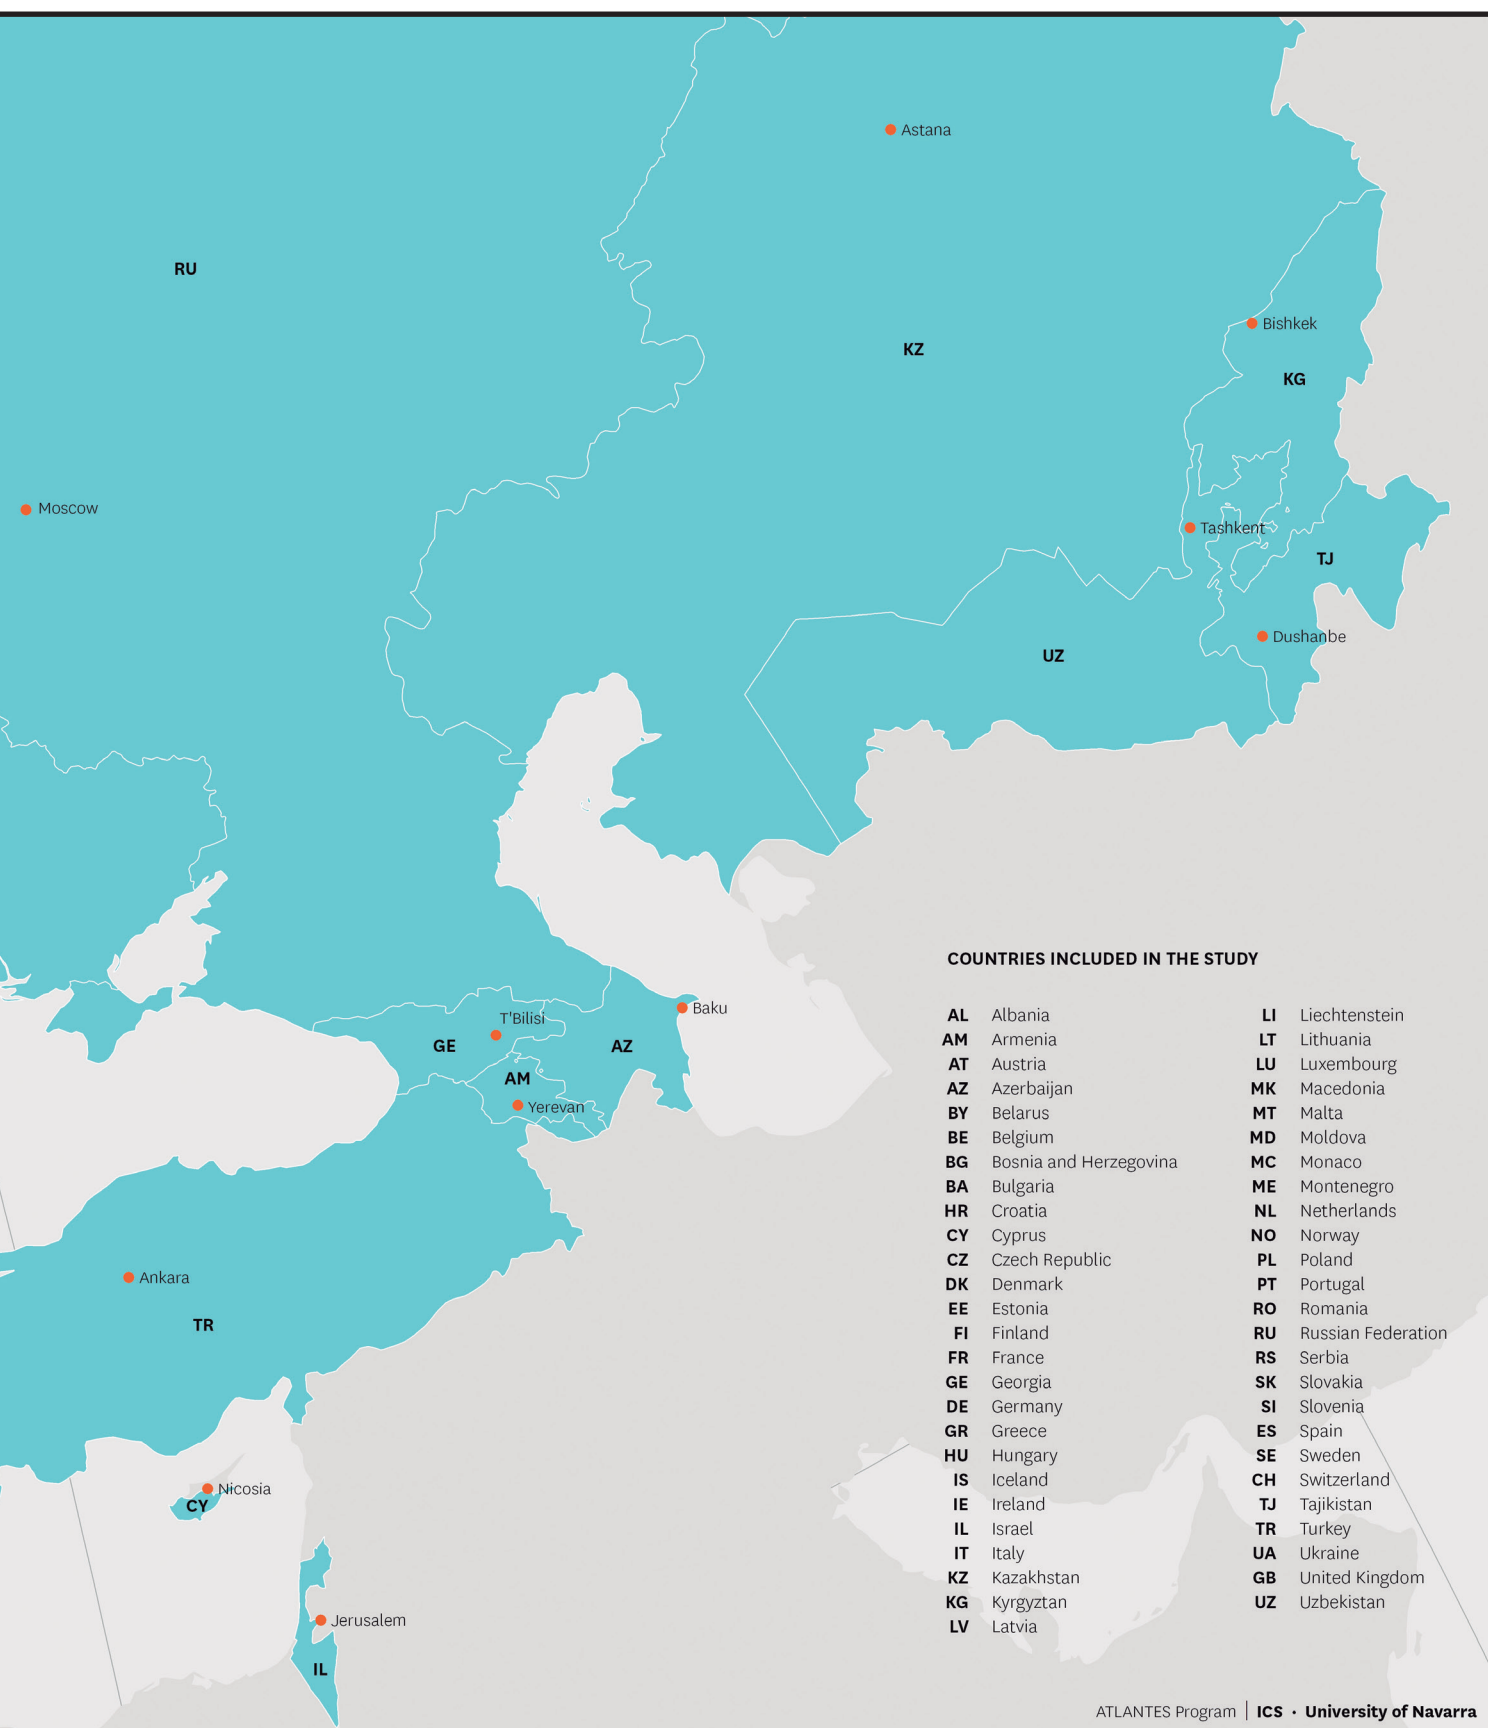 Astana
RU
Bishkek
KZ
KG
Moscow
Tashkent
TJ
Dushanbe
UZ
COUNTRIES INCLUDED IN THE STUDY
Baku
T'Bilisi
GE
AZ
AM
Yerevan
Ankara
TR
Nicosia
CY
Jerusalem
IL
AL Albania
AM Armenia
AT Austria
AZ Azerbaijan
BY Belarus
BE Belgium
BG Bosnia and Herzegovina
BA Bulgaria
HR Croatia
CY Cyprus
CZ Czech Republic
DK Denmark
EE Estonia
FI Finland
FR France
GE Georgia
DE Germany
GR Greece
HU Hungary
IS Iceland
IE Ireland
IL Israel
IT Italy
KZ Kazakhstan
KG Kyrgyztan
LV Latvia
LI Liechtenstein
LT Lithuania
LU Luxembourg
MK Macedonia
MT Malta
MD Moldova
MC Monaco
ME Montenegro
NL Netherlands
NO Norway
PL Poland
PT Portugal
RO Romania
RU Russian Federation
RS Serbia
SK Slovakia
SI Slovenia
ES Spain
SE Sweden
CH Switzerland
TJ Tajikistan
TR Turkey
UA Ukraine
GB United Kingdom
UZ Uzbekistan
ATLANTES Program | ICS · University of Navarra